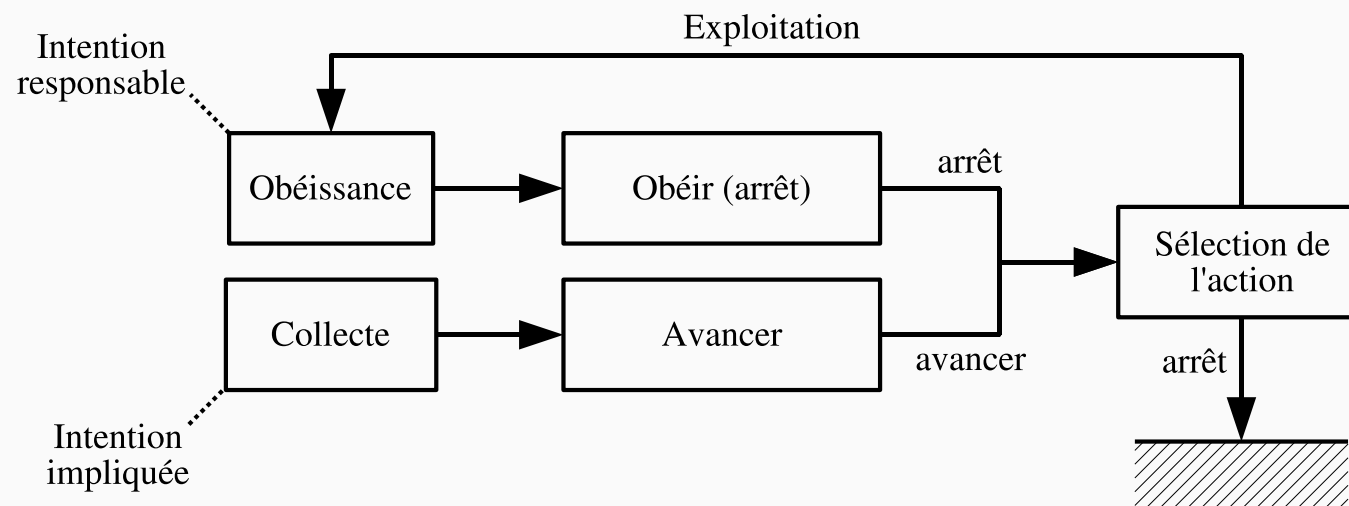 Exploitation
Intention
responsable
Obéissance
Obéir (arrêt)
arrêt
Sélection de
l'action
Collecte
Avancer
avancer
arrêt
Intention
impliquée